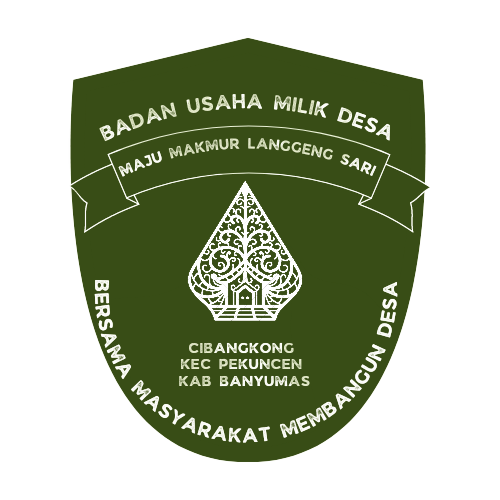 BADAN USAHA MILIK DESA
MAJU MAKMUR LANGGENG SARI
CIBANGKONG
KEC PEKUNCEN
KAB BANYUMAS
BERSAMA MASYARAKAT MEMBANGUN DESA